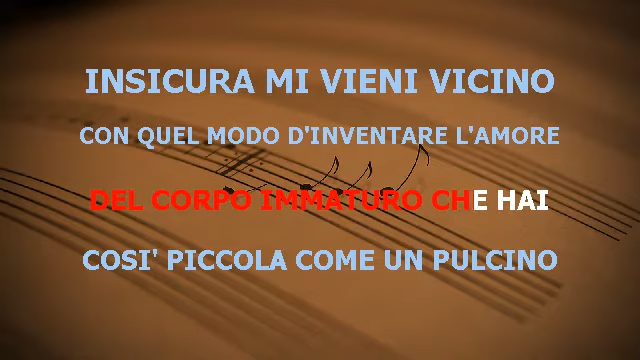 INSICURA MI VIENI VICINO
CON QUEL MODO D'INVENTARE L'AMORE
DEL CORPO IMMATURO CHE HAI
COSI' PICCOLA COME UN PULCINO